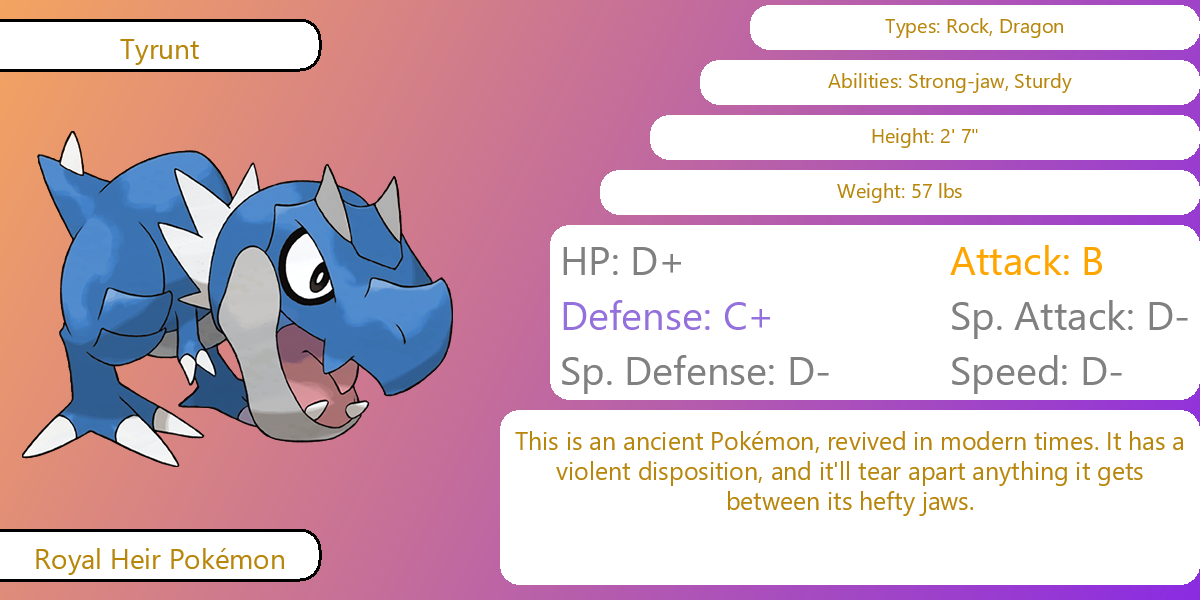 Tyrunt
Types: Rock, Dragon
Abilities: Strong-jaw, Sturdy
Height: 2' 7"
Weight: 57 lbs
HP: D+
Attack: B
Defense: C+
Sp. Attack: D-
Sp. Defense: D-
Speed: D-
This is an ancient Pokémon, revived in modern times. It has a
violent disposition, and it'll tear apart anything it gets
between its hefty jaws.
Royal Heir Pokémon